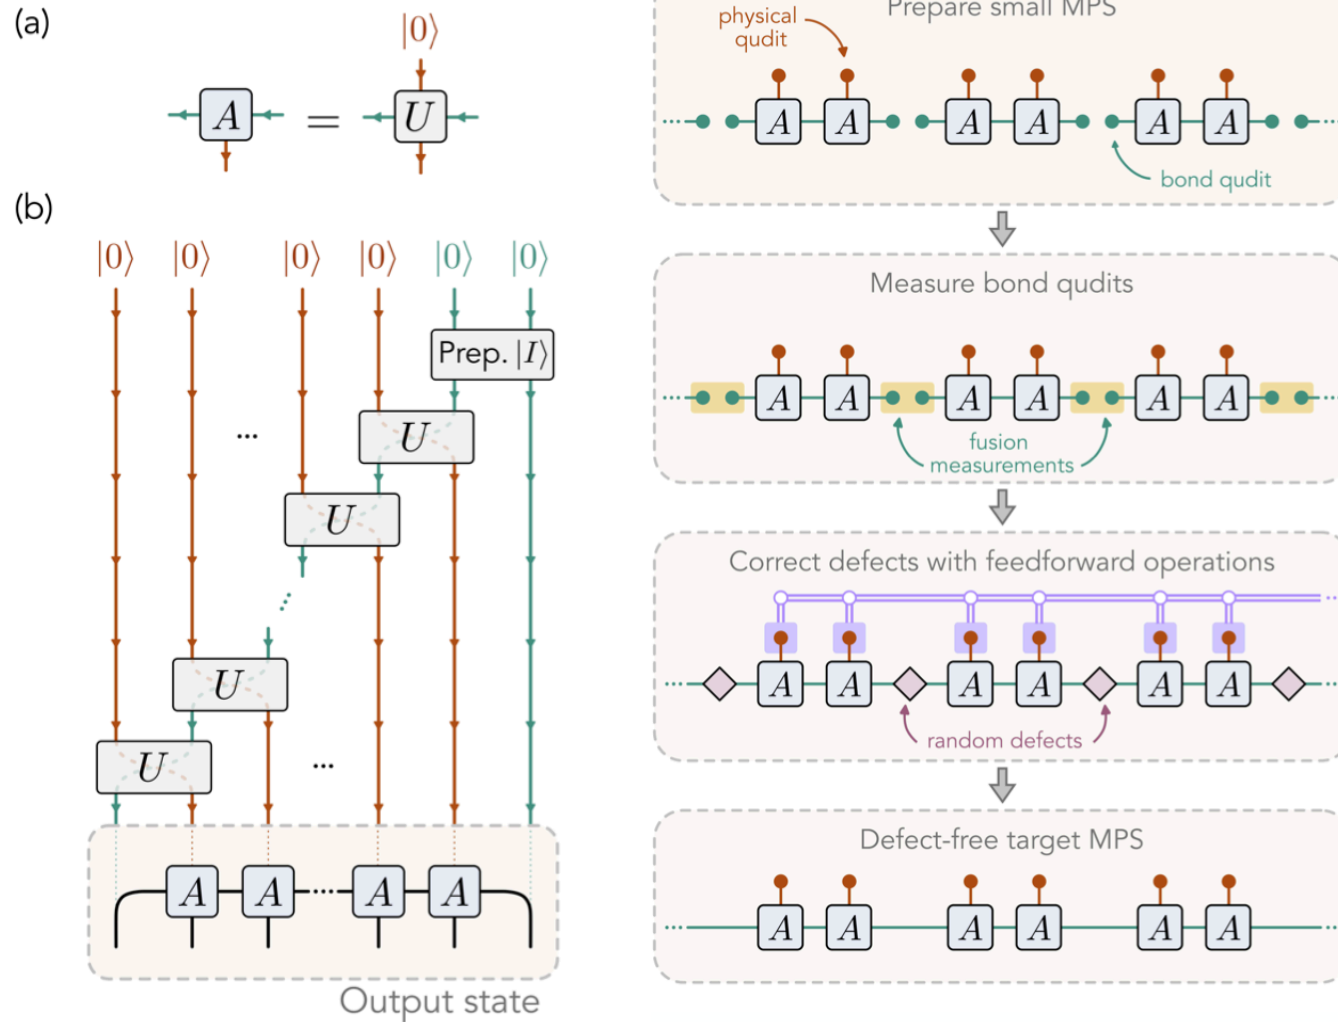 (a)
|0⟩
A = U
(b)
|0⟩ |0⟩ |0⟩ |0⟩ |0⟩ |0⟩
Prep. |I⟩
U
...
U
U
U
...
A A A A
Output state
Prepare small MPS
physical
qudit
A A A A A A
bond qudit
Measure bond qudits
A A A A A A
fusion
measurements
Correct defects with feedforward operations
A A A A A A
random defects
Defect-free target MPS
A A A A A A